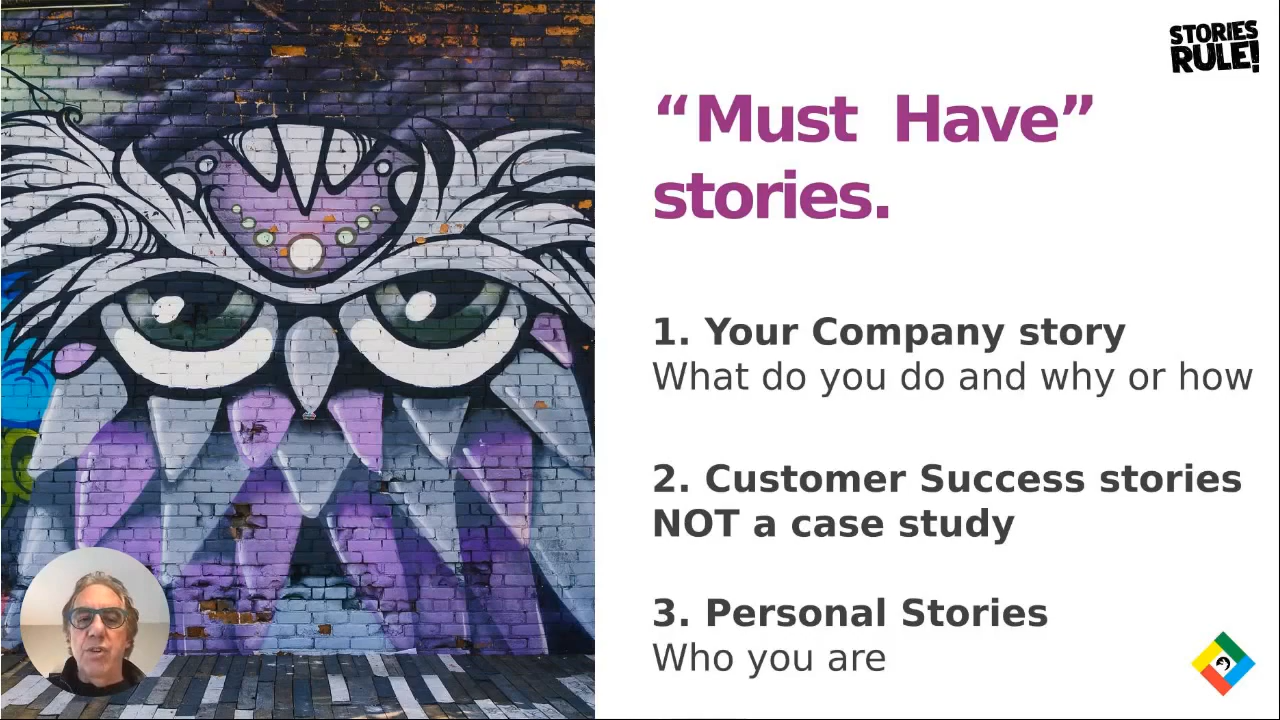 STORIES
RULE!
“Must Have”
stories.
1. Your Company story
What do you do and why or how
2. Customer Success stories
NOT a case study
3. Personal Stories
Who you are